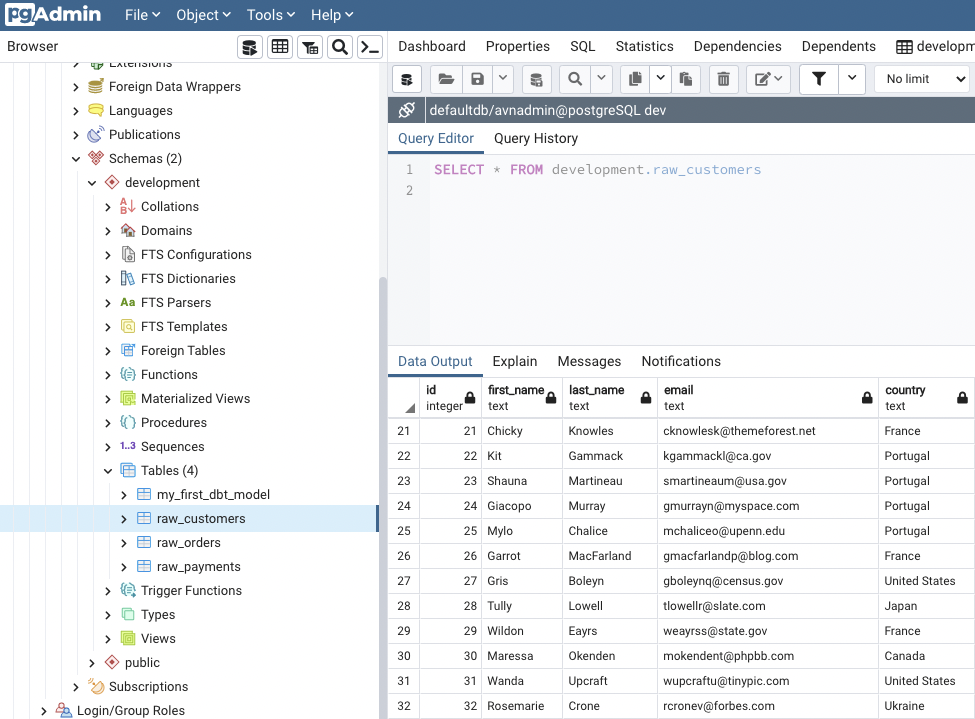 pgAdmin File Object Tools Help
Browser
Dashboard Properties SQL Statistics Dependencies Dependents developm
No limit
Extensions
Foreign Data Wrappers
Languages
Publications
Schemas (2)
development
Collations
Domains
FTS Configurations
FTS Dictionaries
Aa FTS Parsers
FTS Templates
Foreign Tables
Functions
Materialized Views
Procedures
1..3 Sequences
Tables (4)
my_first_dbt_model
raw_customers
raw_orders
raw_payments
Trigger Functions
Types
Views
public
Subscriptions
Login/Group Roles
defaultdb/avnadmin@postgreSQL dev
Query Editor Query History
1 SELECT * FROM development.raw_customers
2
Data Output Explain Messages Notifications
id first_name last_name email country
integer text text text text
21 21 Chicky Knowles cknowlesk@themeforest.net France
22 22 Kit Gammack kgammackl@ca.gov Portugal
23 23 Shauna Martineau smartineaum@usa.gov Portugal
24 24 Giacopo Murray gmurrayn@myspace.com Portugal
25 25 Mylo Chalice mchaliceo@upenn.edu Portugal
26 26 Garrot MacFarland gmacfarlandp@blog.com France
27 27 Gris Boleyn gboleynq@census.gov United States
28 28 Tully Lowell tlowellr@slate.com Japan
29 29 Wildon Eayrs weayrss@state.gov France
30 30 Maressa Okenden mokendent@phpbb.com Canada
31 31 Wanda Upcraft wupcraftu@tinypic.com United States
32 32 Rosemarie Crone rcronev@forbes.com Ukraine